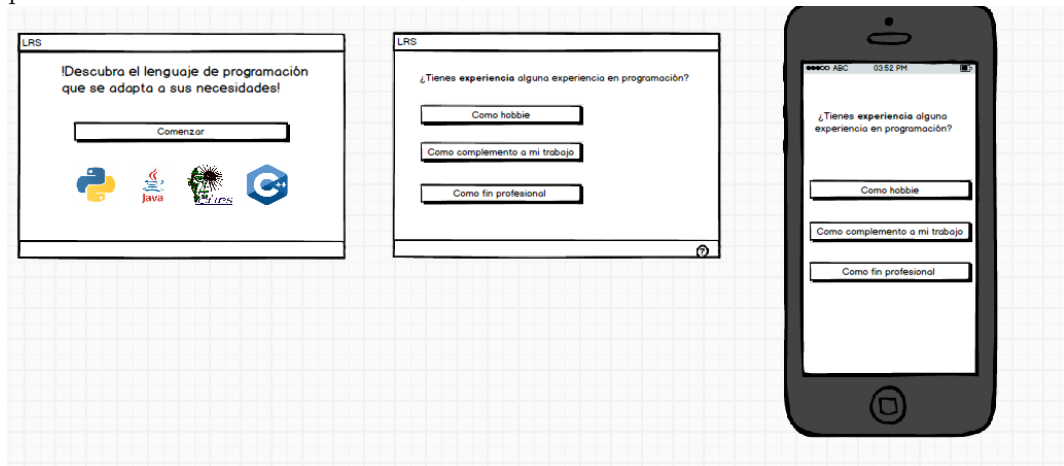 LRS
!Descubra el lenguaje de programación
que se adapta a sus necesidades!
Comenzar
Java
C++
LRS
¿Tienes experiencia alguna experiencia en programación?
Como hobbie
Como complemento a mi trabajo
Como fin profesional
?
ABC 03:52 PM
¿Tienes experiencia alguna
experiencia en programación?
Como hobbie
Como complemento a mi trabajo
Como fin profesional